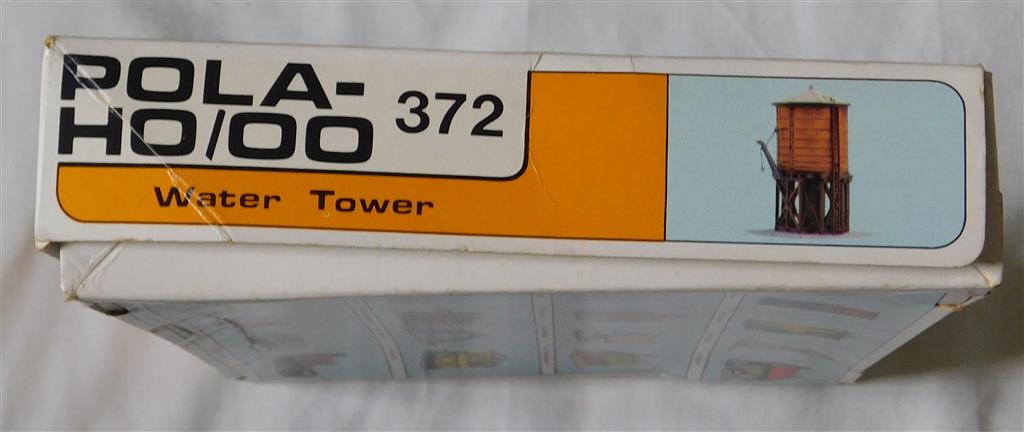 POLA-
HO/OO
372
Water Tower